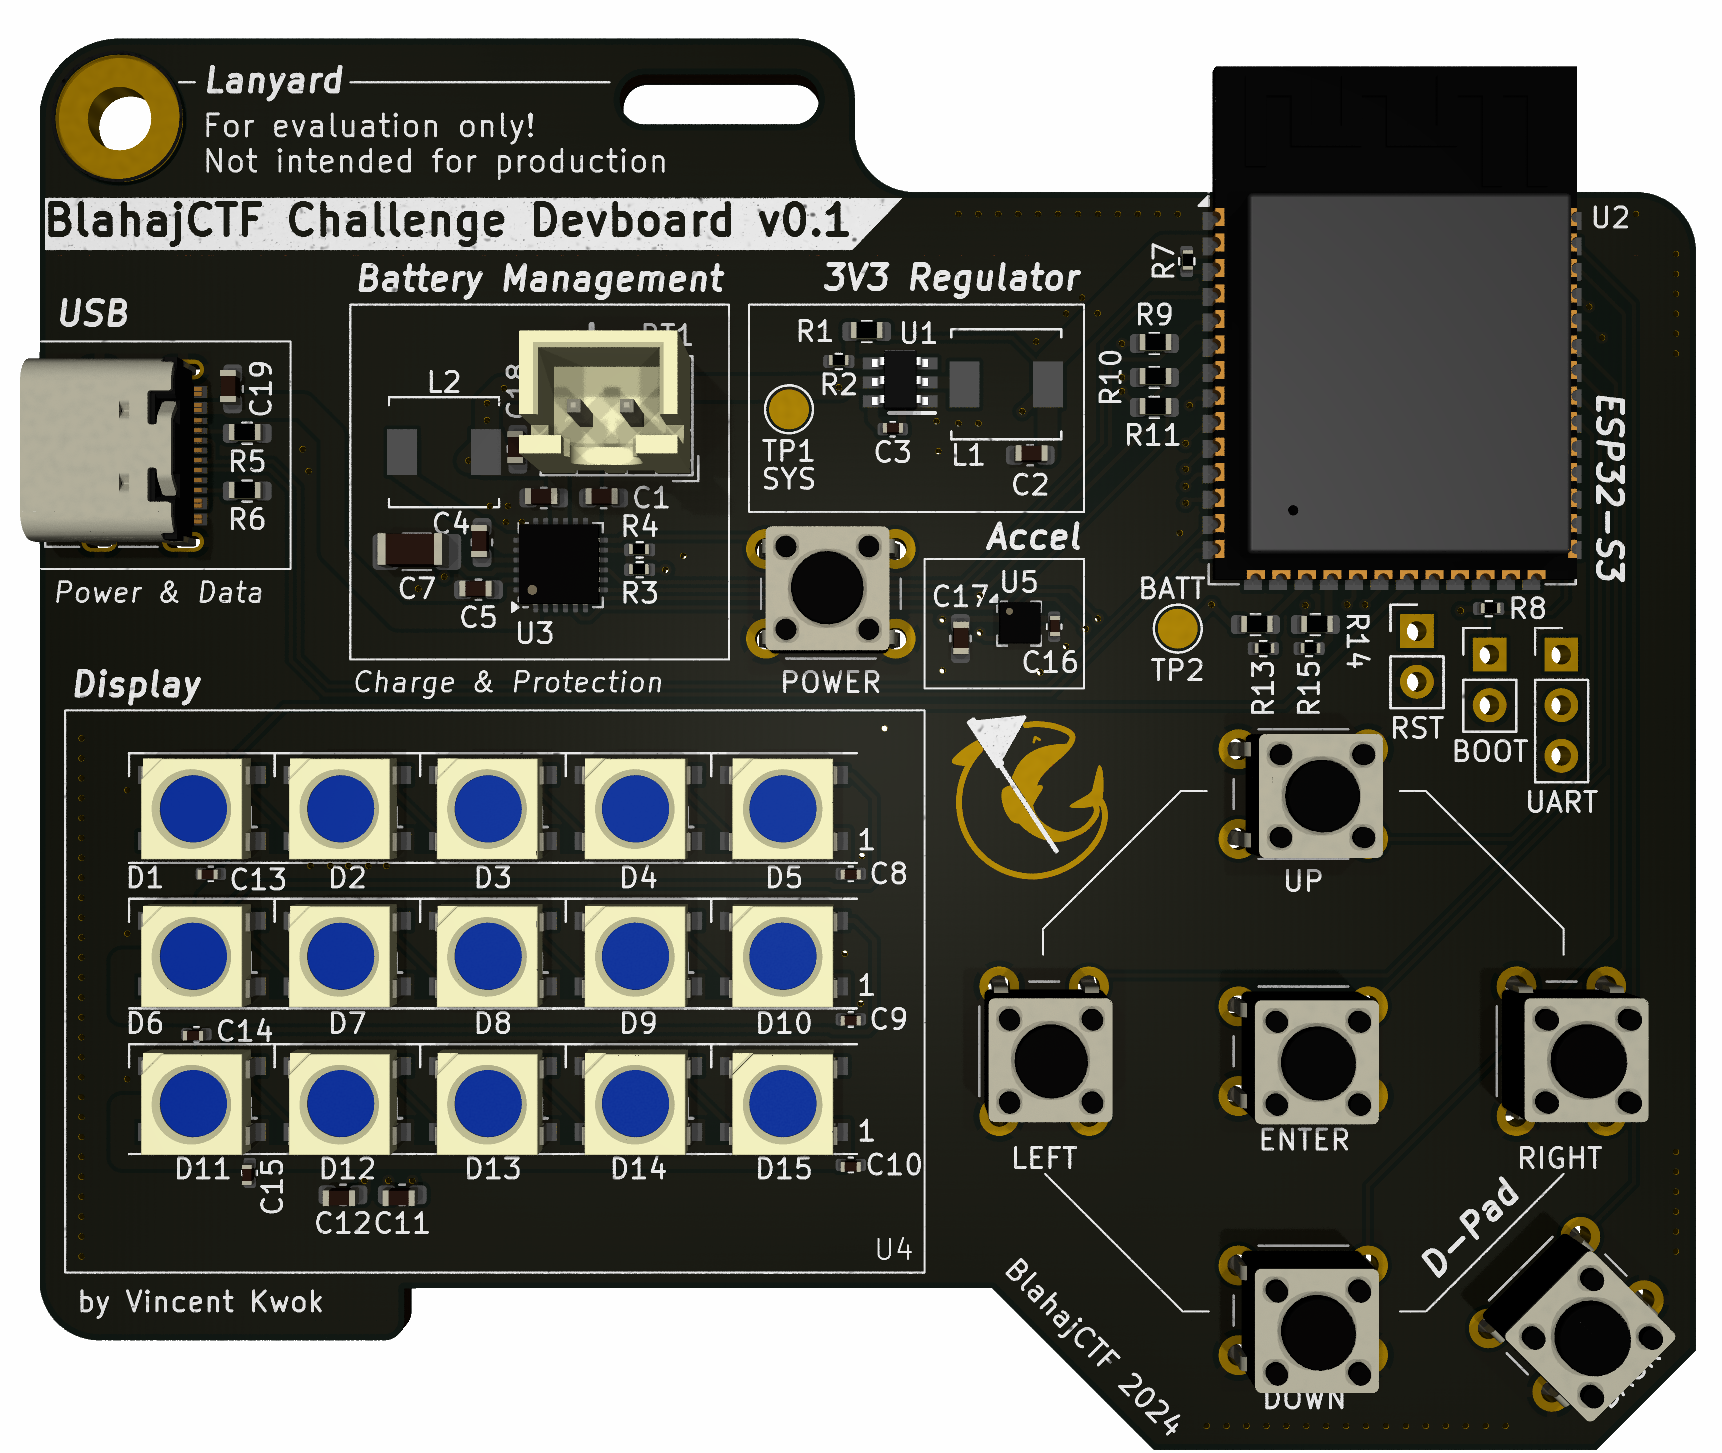 Lanyard
For evaluation only!
Not intended for production
BlahajCTF Challenge Devboard v0.1
U2
Battery Management
3V3 Regulator
R7
USB
R9
R1
U1
R10
L2
C18
C19
R2
TP1
SYS
C3
L1
C2
R11
R5
R6
C1
C4
R4
R3
C7
C5
U3
ESP32-S3
Accel
U5
C17
C16
BATT
TP2
R8
R14
R13
R15
Power & Data
Charge & Protection
POWER
RST
BOOT
UART
Display
1
D1
C13
D2
D3
D4
D5
C8
UP
1
D6
C14
D7
D8
D9
D10
C9
1
D11
C15
D12
D13
D14
D15
C10
C12
C11
U4
LEFT
ENTER
RIGHT
D-Pad
DOWN
by Vincent Kwok
BlahajCTF 2024